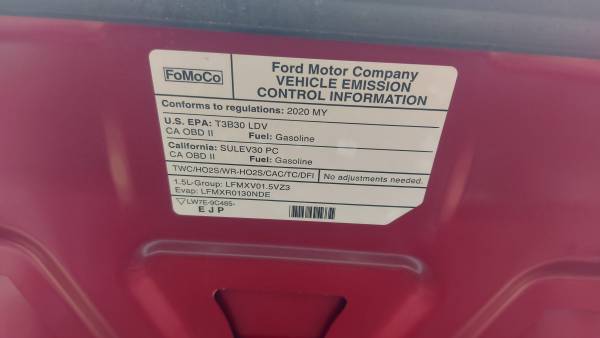 FoMoCo
Ford Motor Company
VEHICLE EMISSION
CONTROL INFORMATION
Conforms to regulations: 2020 MY
U.S. EPA: T3B30 LDV
CA OBD II Fuel: Gasoline
California: SULEV30 PC
CA OBD II Fuel: Gasoline
TWC/HO2S/WR-HO2S/CAC/TC/DFI No adjustments needed.
1.5L-Group: LFMXV01.5VZ3
Evap: LFMXR0130NDE
LW7E-9C485-
EJP